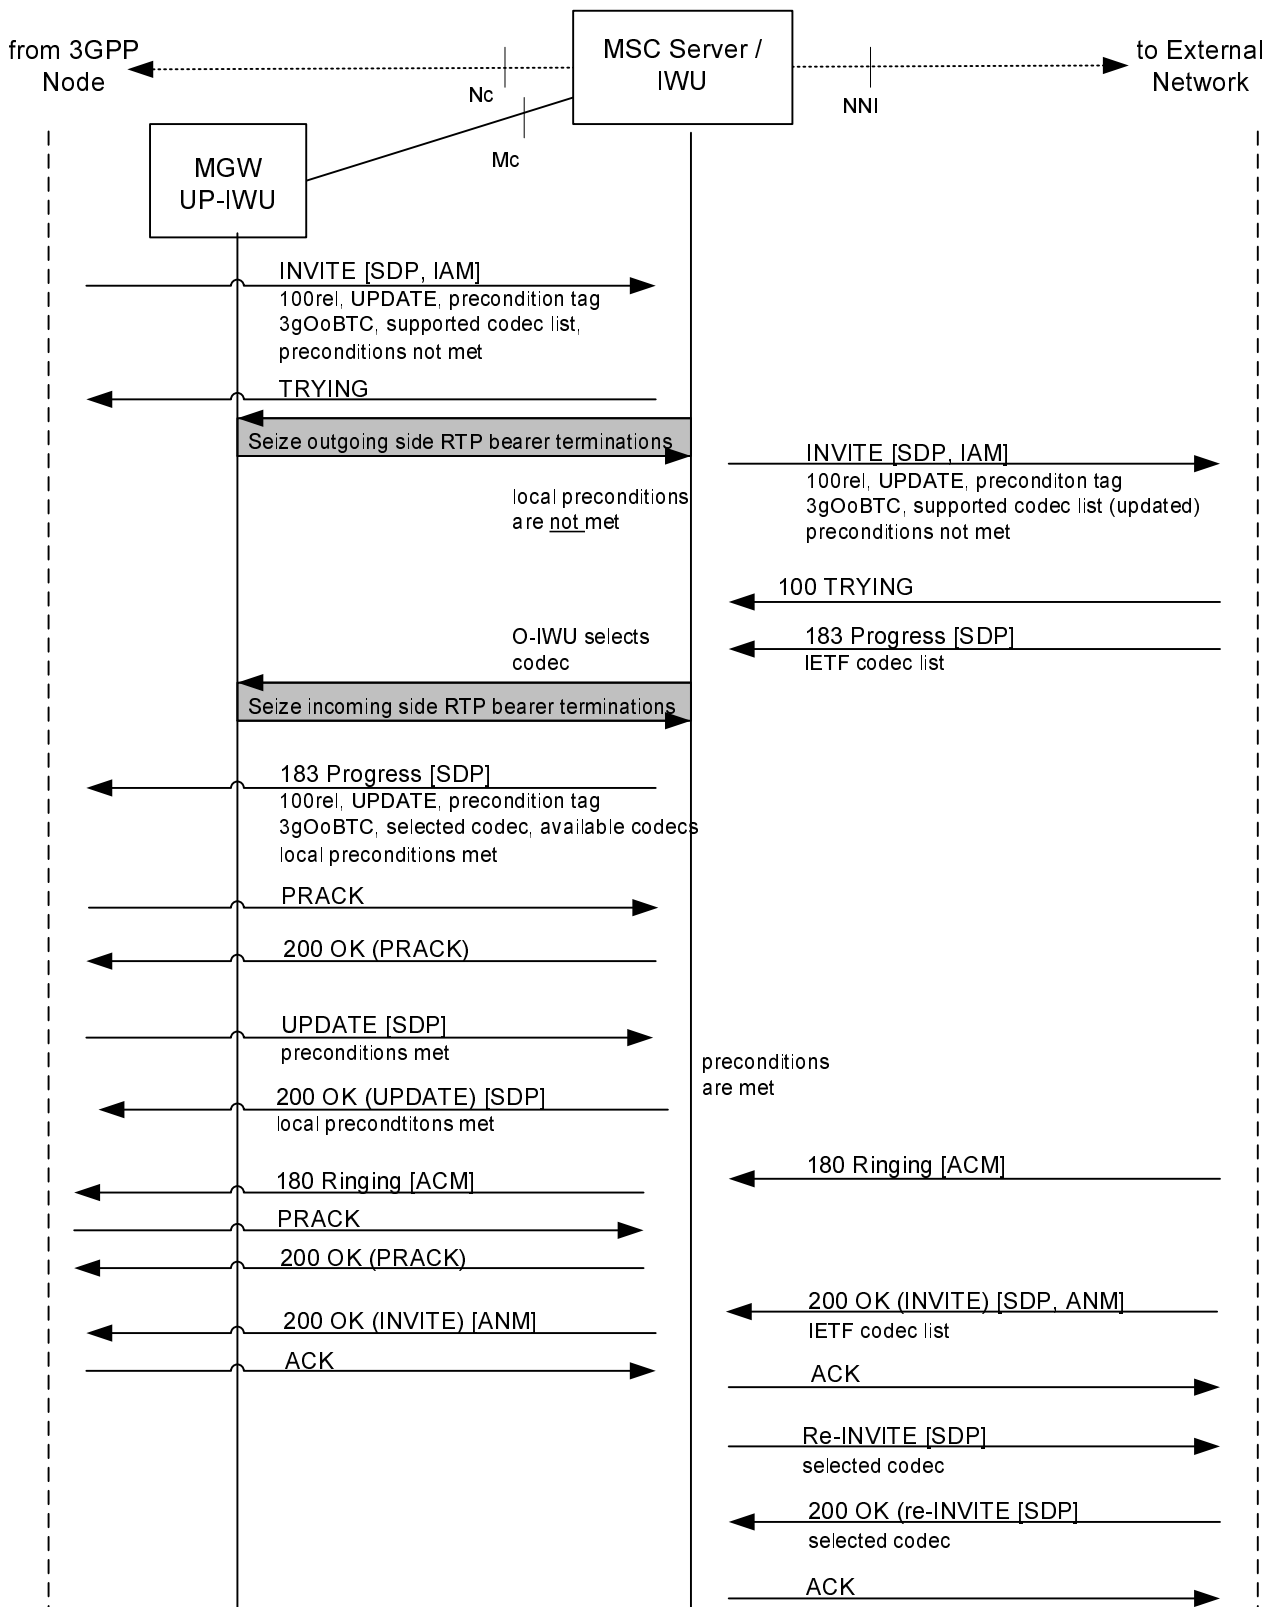 from 3GPP
Node
MSC Server /
IWU
to External
Network
Nc
NNI
Mc
MGW
UP-IWU
INVITE [SDP, IAM]
100rel, UPDATE, precondition tag
3gOoBTC, supported codec list,
preconditions not met
TRYING
Seize outgoing side RTP bearer terminations
INVITE [SDP, IAM]
100rel, UPDATE, preconditon tag
3gOoBTC, supported codec list (updated)
preconditions not met
local preconditions
are not met
100 TRYING
183 Progress [SDP]
IETF codec list
O-IWU selects
codec
Seize incoming side RTP bearer terminations
183 Progress [SDP]
100rel, UPDATE, precondition tag
3gOoBTC, selected codec, available codecs
local preconditions met
PRACK
200 OK (PRACK)
UPDATE [SDP]
preconditions met
preconditions
are met
200 OK (UPDATE) [SDP]
local precondtitons met
180 Ringing [ACM]
180 Ringing [ACM]
PRACK
200 OK (PRACK)
200 OK (INVITE) [SDP, ANM]
IETF codec list
200 OK (INVITE) [ANM]
ACK
ACK
Re-INVITE [SDP]
selected codec
200 OK (re-INVITE [SDP]
selected codec
ACK